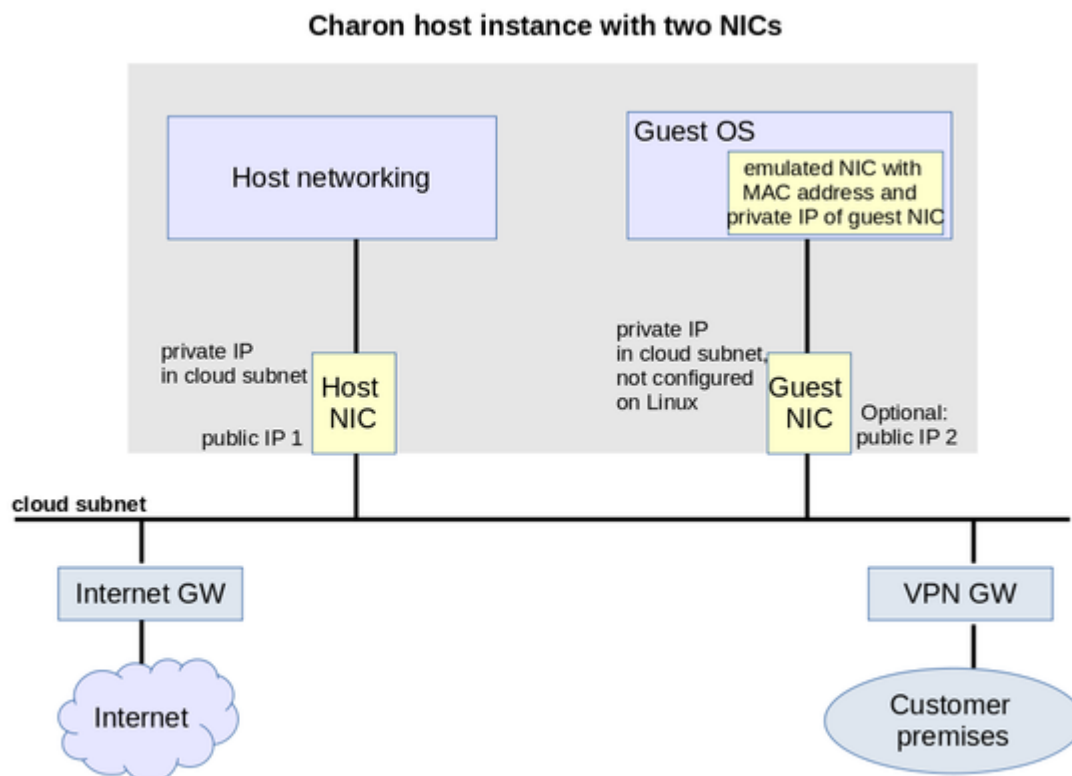 Charon host instance with two NICs
Host networking
Guest OS
emulated NIC with
MAC address and
private IP of guest NIC
private IP
in cloud subnet
Host
NIC
public IP 1
private IP
in cloud subnet,
not configured
on Linux
Guest
NIC
Optional:
public IP 2
cloud subnet
Internet GW
VPN GW
Internet
Customer
premises